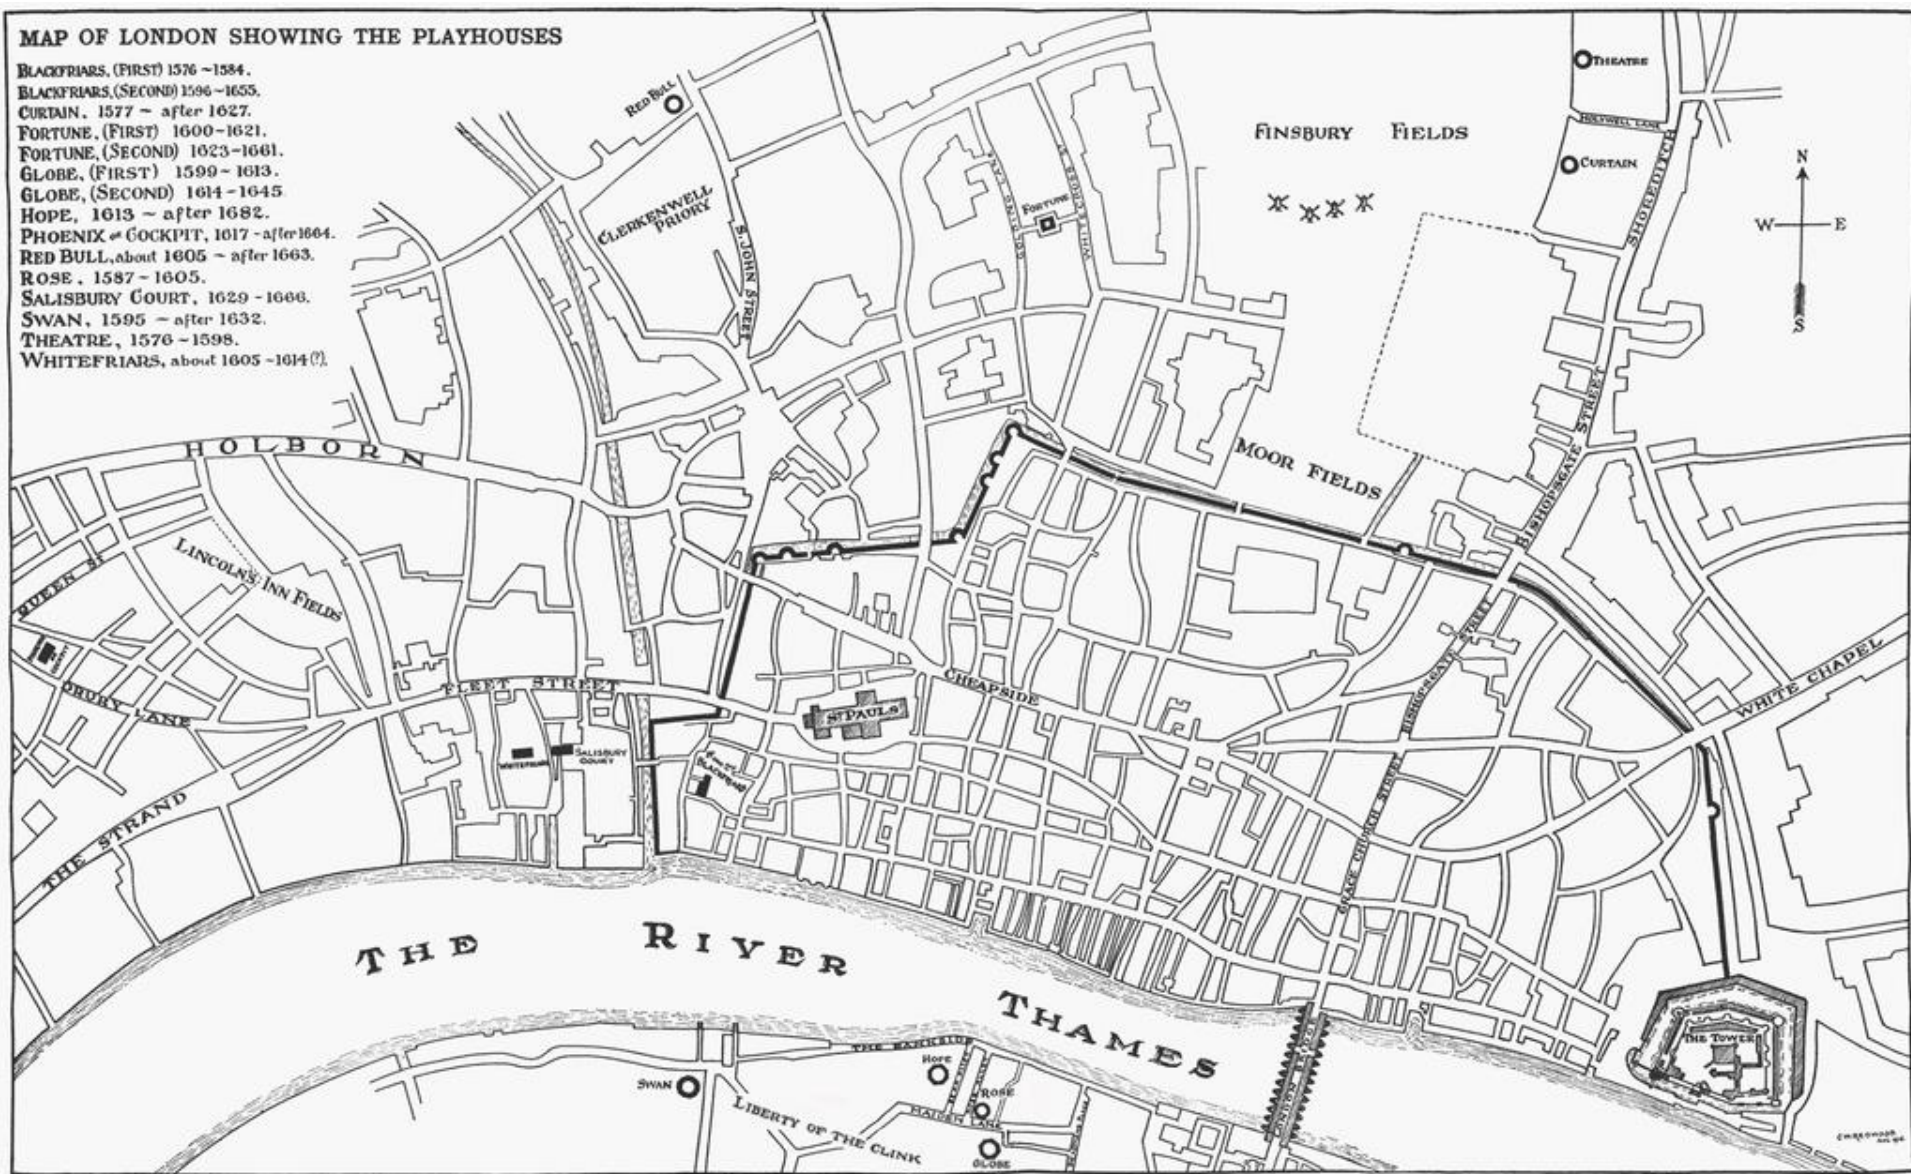 MAP OF LONDON SHOWING THE PLAYHOUSES
BLACKFRIARS, (FIRST) 1576 ~ 1584.
BLACKFRIARS, (SECOND) 1596 ~ 1655.
CURTAIN, 1577 ~ after 1627.
FORTUNE, (FIRST) 1600 - 1621.
FORTUNE, (SECOND) 1623 - 1661.
GLOBE, (FIRST) 1599 - 1613.
GLOBE, (SECOND) 1614 - 1645
HOPE, 1613 ~ after 1682.
PHOENIX or COCKPIT, 1617 - after 1664.
RED BULL, about 1605 ~ after 1663.
ROSE, 1587 - 1605.
SALISBURY COURT, 1629 - 1666.
SWAN, 1595 ~ after 1632.
THEATRE, 1576 - 1598.
WHITEFRIARS, about 1605 - 1614 (?).
THEATRE
RED BULL
HOLYWELL LANE
FINSBURY FIELDS
CURTAIN
SHOREDITCH
N
W
E
S
CLERKENWELL
PRIORY
S. JOHN STREET
GOLDING LANE
FORTUNE
WHITECROSS ST
HOLBORN
MOOR FIELDS
BISHOPSGATE STREET
QUEEN ST
LINCOLN'S INN FIELDS
DRURY LANE
FLEET STREET
CHEAPSIDE
BISHOPSGATE STREET
WHITE CHAPEL
ST PAULS
WHITEFRIARS
SALISBURY
COURT
BLACKFRIARS
THE STRAND
GRACE CHURCH STREET
THE RIVER THAMES
LONDON BRIDGE
THE TOWER
THE BANKSIDE
HOPE
SWAN
ROSE
MAIDEN LANE
LIBERTY OF THE CLINK
GLOBE